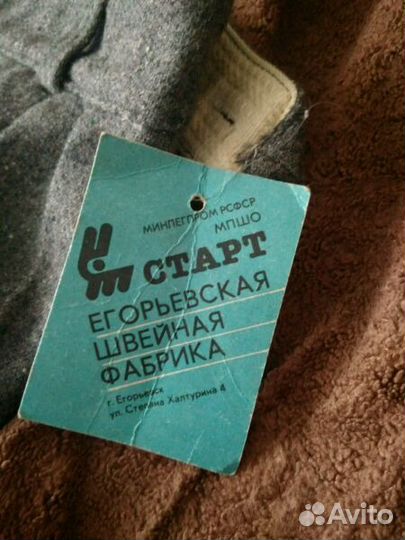 МИНЛЕГПРОМ РСФСР
МПШО
СТАРТ
ЕГОРЬЕВСКАЯ
ШВЕЙНАЯ
ФАБРИКА
г. Егорьевск
ул. Степана Халтурина 4
Avito